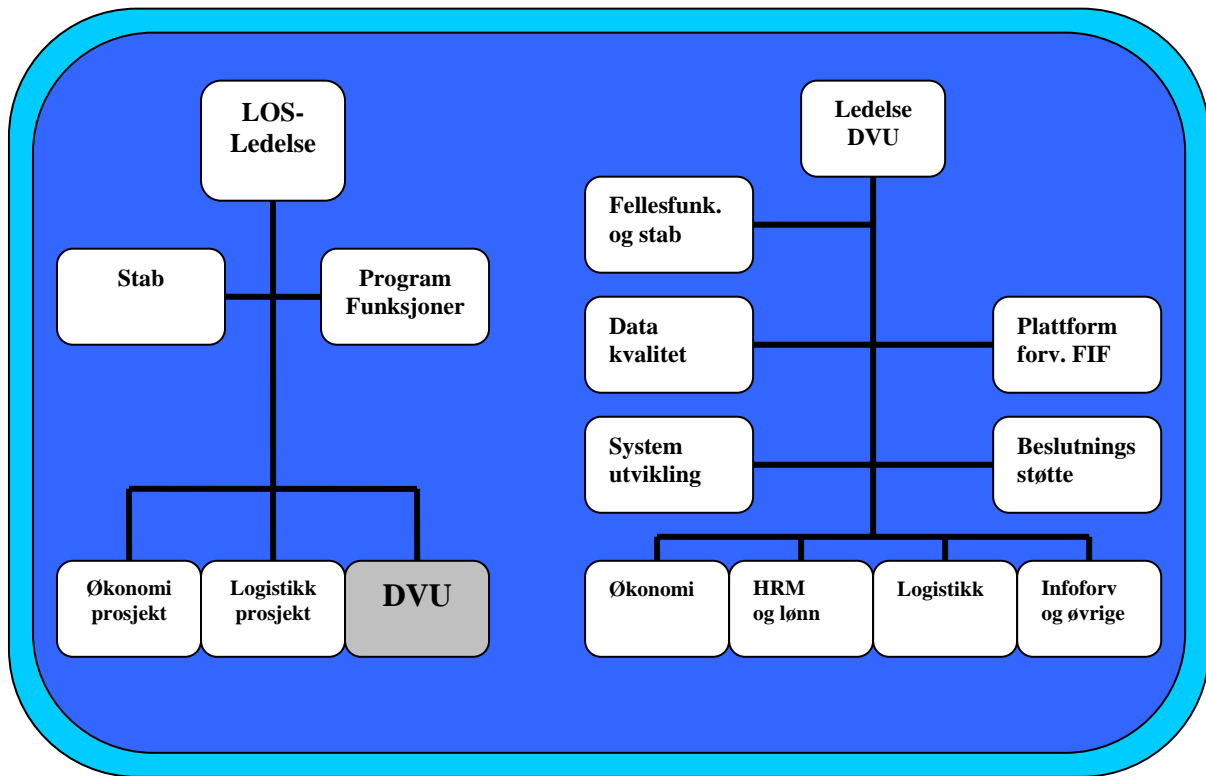 LOS-
Ledelse
Stab
Program
Funksjoner
Økonomi
prosjekt
Logistikk
prosjekt
DVU
Ledelse
DVU
Fellesfunk.
og stab
Data
kvalitet
Plattform
forv. FIF
System
utvikling
Beslutnings
støtte
Økonomi
HRM
og lønn
Logistikk
Infoforv
og øvrige